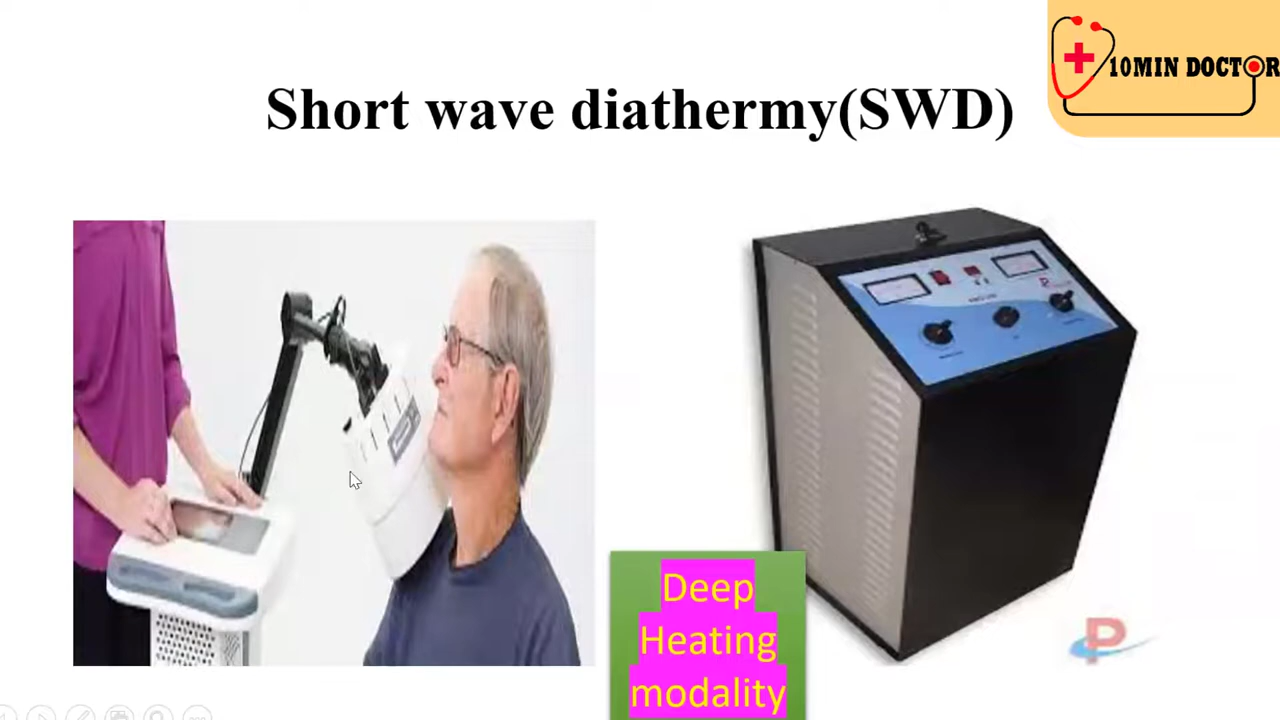 10MIN DOCTOR
Short wave diathermy(SWD)
Deep
Heating
modality
P